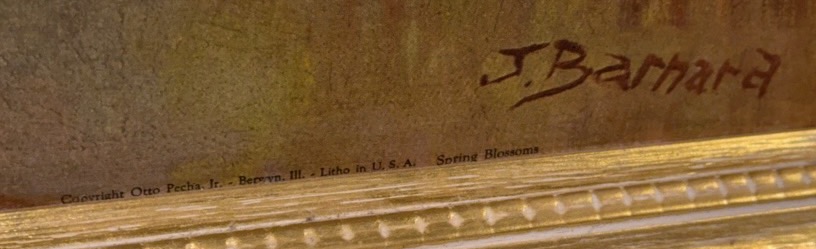 J. Barnard
Copyright Otto Pecha, Jr. - Berwyn, Ill. - Litho in U. S. A. Spring Blossoms